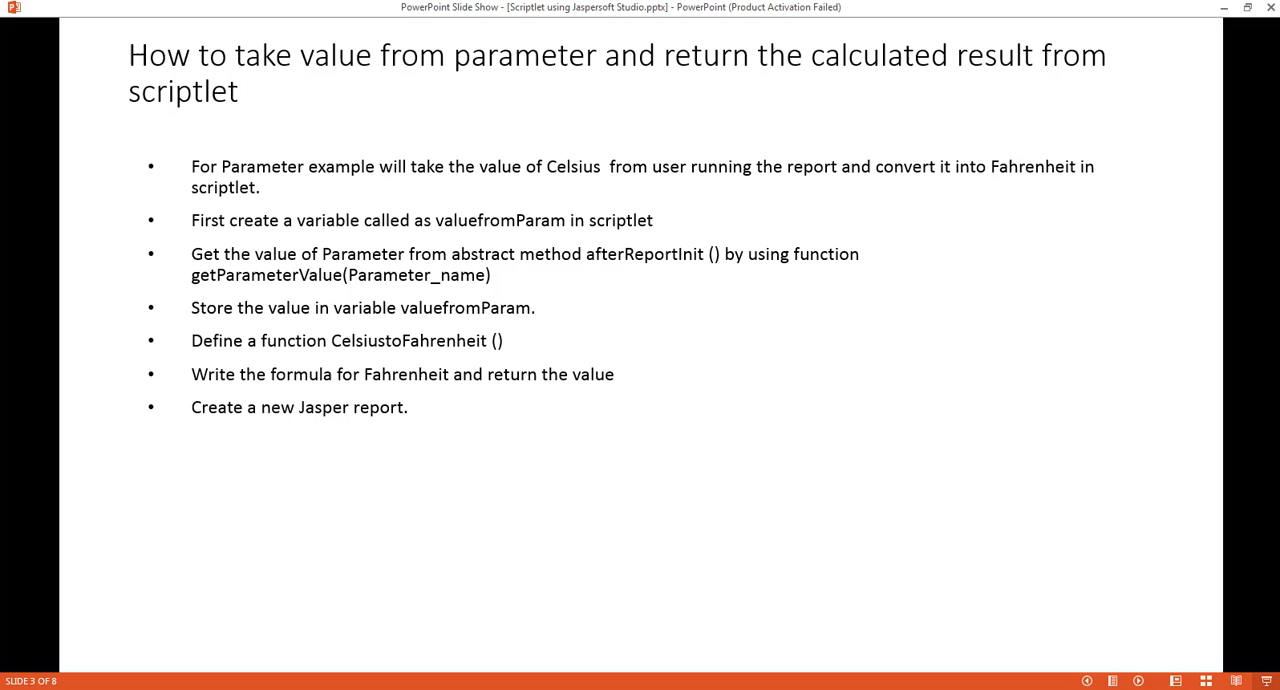 PowerPoint Slide Show - [Scriptlet using Jaspersoft Studio.pptx] - PowerPoint (Product Activation Failed)
How to take value from parameter and return the calculated result from
scriptlet
• For Parameter example will take the value of Celsius  from user running the report and convert it into Fahrenheit in
scriptlet.
• First create a variable called as valuefromParam in scriptlet
• Get the value of Parameter from abstract method afterReportInit () by using function
getParameterValue(Parameter_name)
• Store the value in variable valuefromParam.
• Define a function CelsiustoFahrenheit ()
• Write the formula for Fahrenheit and return the value
• Create a new Jasper report.
SLIDE 3 OF 8